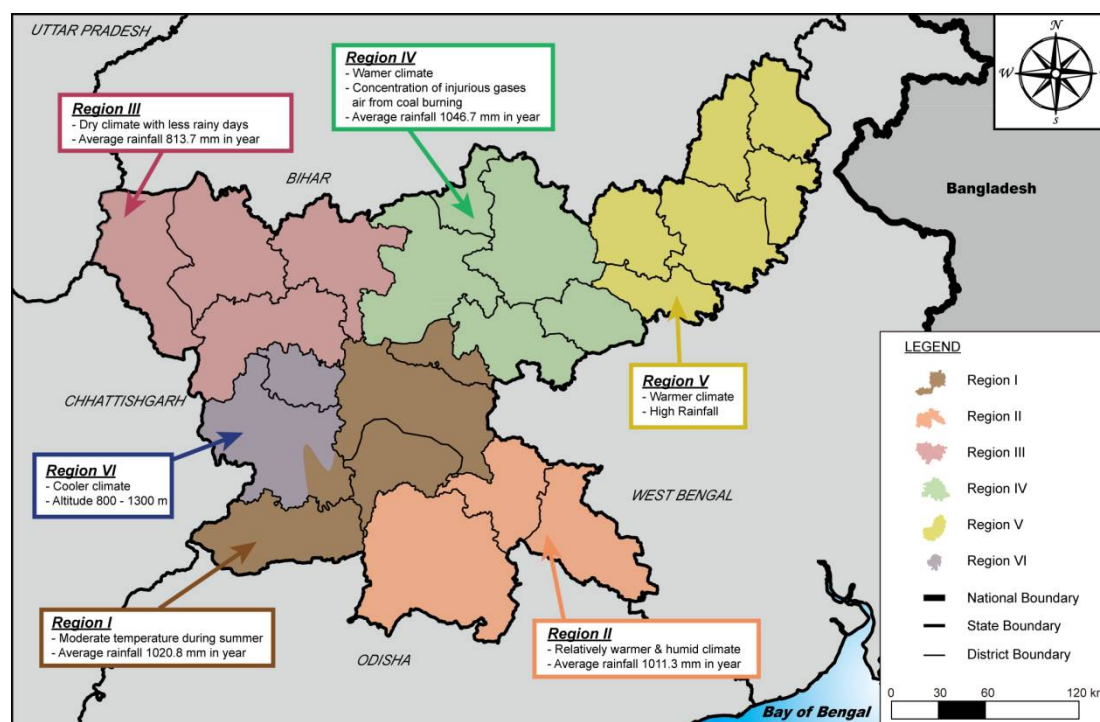 UTTAR PRADESH
Region III
- Dry climate with less rainy days
- Average rainfall 813.7 mm in year
Region IV
- Wamer climate
- Concentration of injurious gases
air from coal burning
- Average rainfall 1046.7 mm in year
N
W
S
BIHAR
Bangladesh
CHHATTISHGARH
Region V
- Warmer climate
- High Rainfall
Region VI
- Cooler climate
- Altitude 800 - 1300 m
WEST BENGAL
Region I
- Moderate temperature during summer
- Average rainfall 1020.8 mm in year
ODISHA
Region II
- Relatively warmer & humid climate
- Average rainfall 1011.3 mm in year
Bay of Bengal
LEGEND
Region I
Region II
Region III
Region IV
Region V
Region VI
National Boundary
State Boundary
District Boundary
0 30 60 120 km